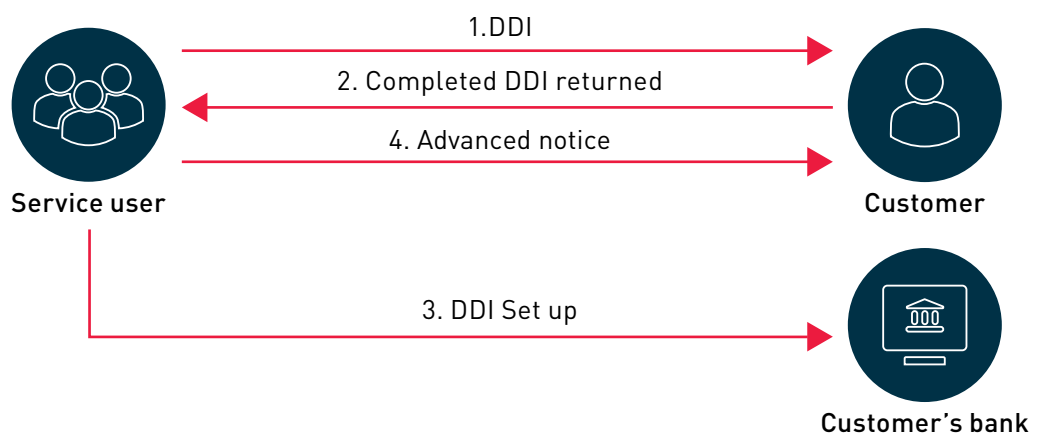 1.DDI
2. Completed DDI returned
4. Advanced notice
Service user
Customer
3. DDI Set up
Customer's bank